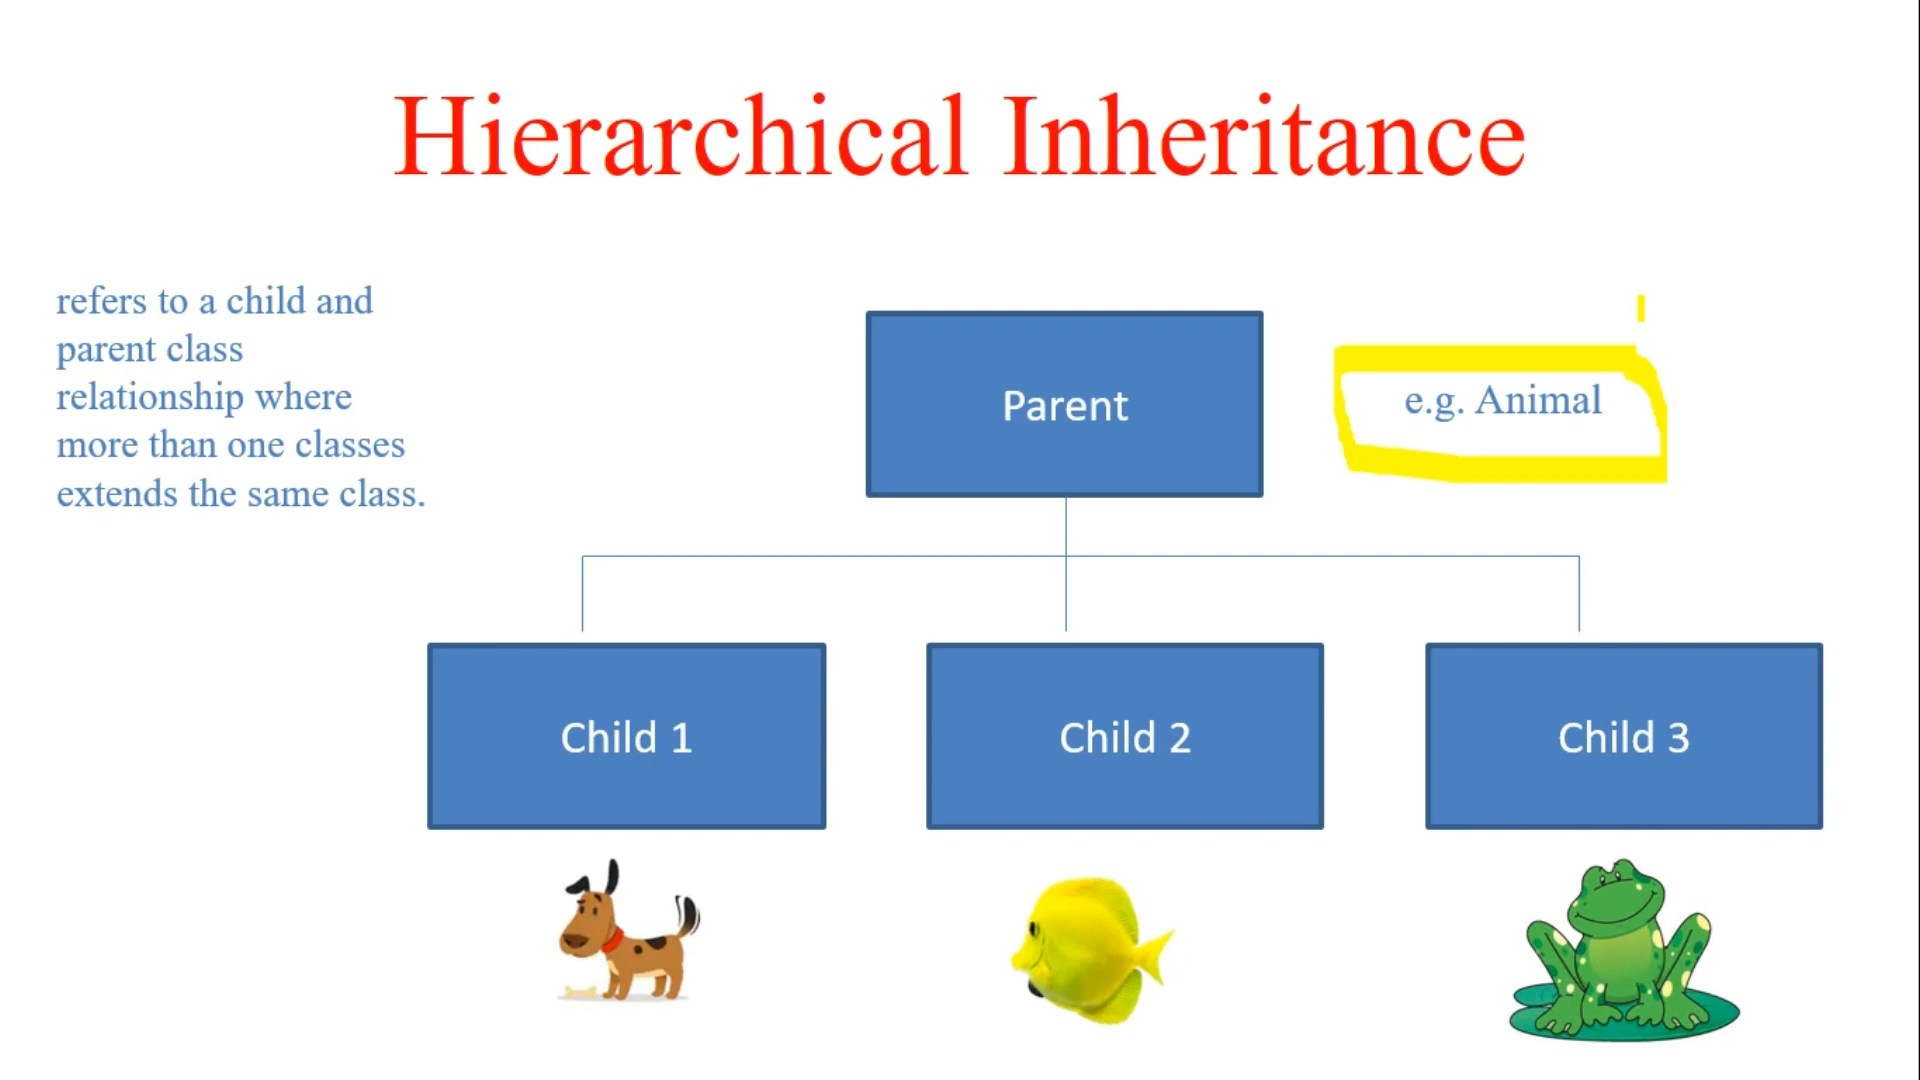 Hierarchical Inheritance
refers to a child and
parent class
relationship where
more than one classes
extends the same class.
Parent
e.g. Animal
Child 1
Child 2
Child 3